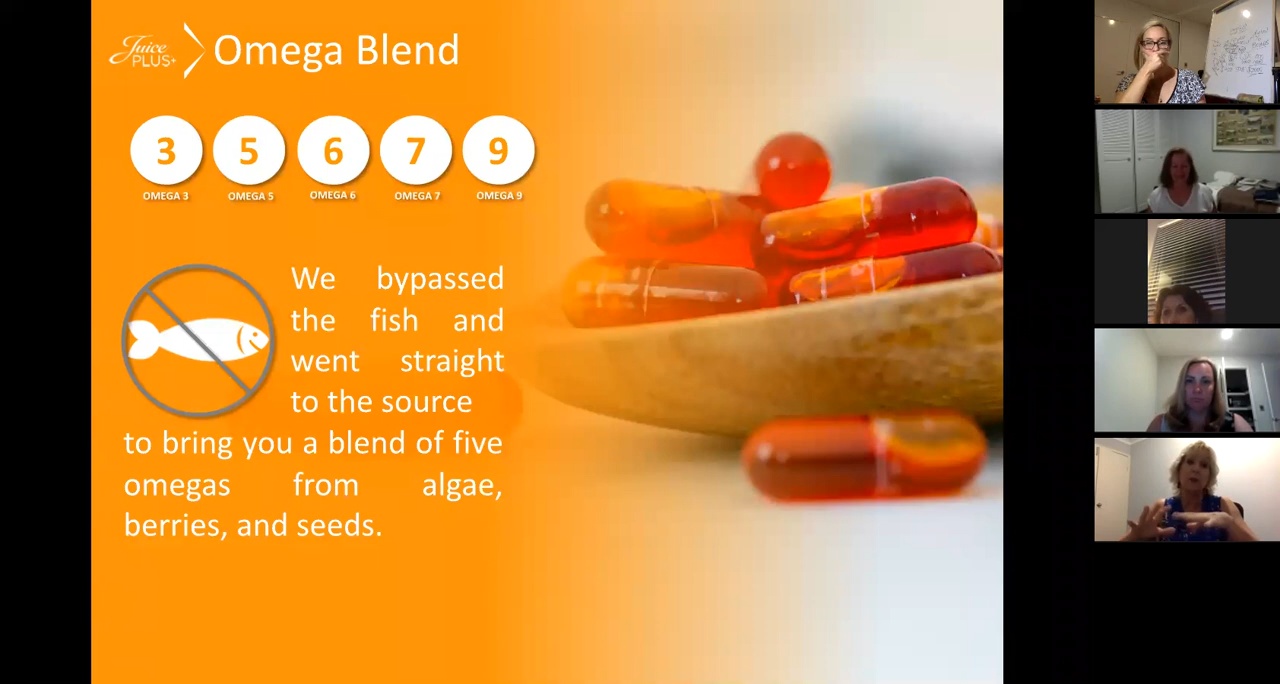 Juice
PLUS+
Omega Blend
3 5 6 7 9
OMEGA 3 OMEGA 5 OMEGA 6 OMEGA 7 OMEGA 9
We bypassed
the fish and
went straight
to the source
to bring you a blend of five
omegas from algae,
berries, and seeds.